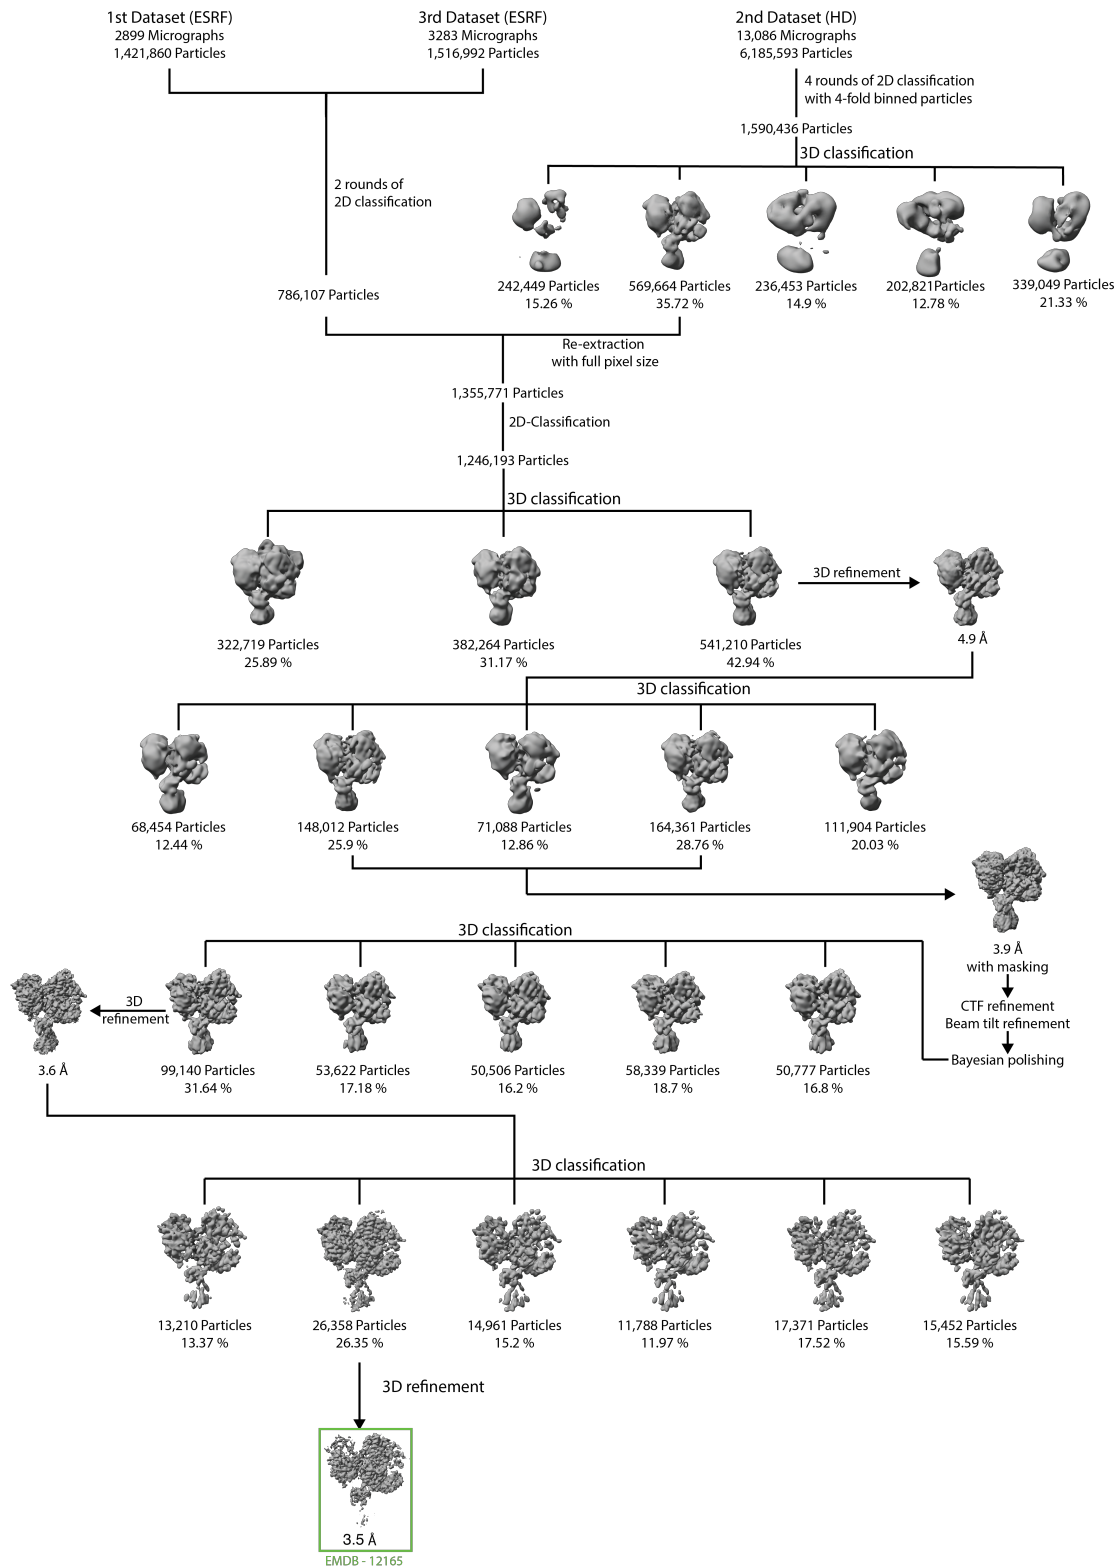 1st Dataset (ESRF)
2899 Micrographs
1,421,860 Particles
3rd Dataset (ESRF)
3283 Micrographs
1,516,992 Particles
2nd Dataset (HD)
13,086 Micrographs
6,185,593 Particles
4 rounds of 2D classification
with 4-fold binned particles
1,590,436 Particles
3D classification
2 rounds of
2D classification
242,449 Particles
15.26 %
569,664 Particles
35.72 %
236,453 Particles
14.9 %
202,821Particles
12.78 %
339,049 Particles
21.33 %
786,107 Particles
Re-extraction
with full pixel size
1,355,771 Particles
2D-Classification
1,246,193 Particles
3D classification
322,719 Particles
25.89 %
382,264 Particles
31.17 %
541,210 Particles
42.94 %
3D refinement
4.9 Å
3D classification
68,454 Particles
12.44 %
148,012 Particles
25.9 %
71,088 Particles
12.86 %
164,361 Particles
28.76 %
111,904 Particles
20.03 %
3.9 Å
with masking
CTF refinement
Beam tilt refinement
Bayesian polishing
3D classification
3D
refinement
3.6 Å
99,140 Particles
31.64 %
53,622 Particles
17.18 %
50,506 Particles
16.2 %
58,339 Particles
18.7 %
50,777 Particles
16.8 %
3D classification
13,210 Particles
13.37 %
26,358 Particles
26.35 %
14,961 Particles
15.2 %
11,788 Particles
11.97 %
17,371 Particles
17.52 %
15,452 Particles
15.59 %
3D refinement
3.5 Å
EMDB - 12165